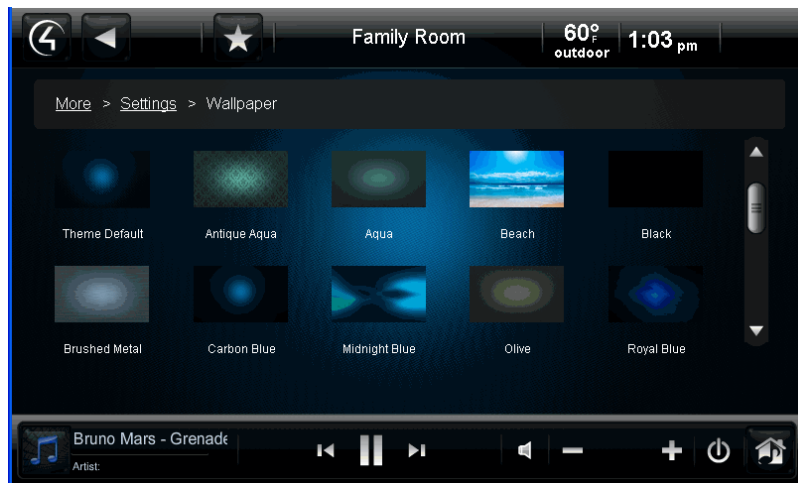 Family Room
60°F
outdoor
1:03 pm
More > Settings > Wallpaper
Theme Default
Antique Aqua
Aqua
Beach
Black
Brushed Metal
Carbon Blue
Midnight Blue
Olive
Royal Blue
Bruno Mars - Grenade
Artist: